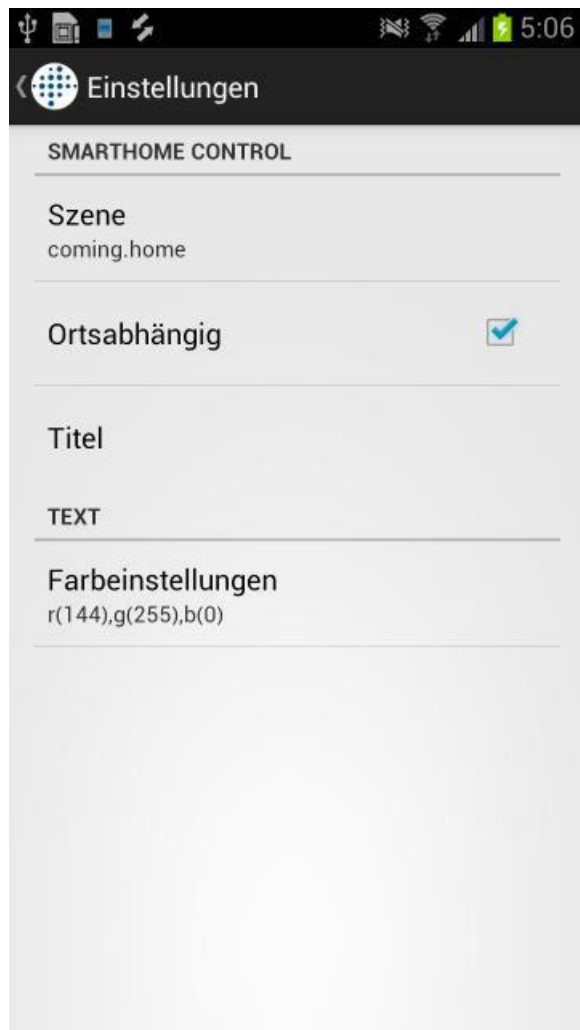 5:06
Einstellungen
SMARTHOME CONTROL
Szene
coming.home
Ortsabhängig
Titel
TEXT
Farbeinstellungen
r(144),g(255),b(0)